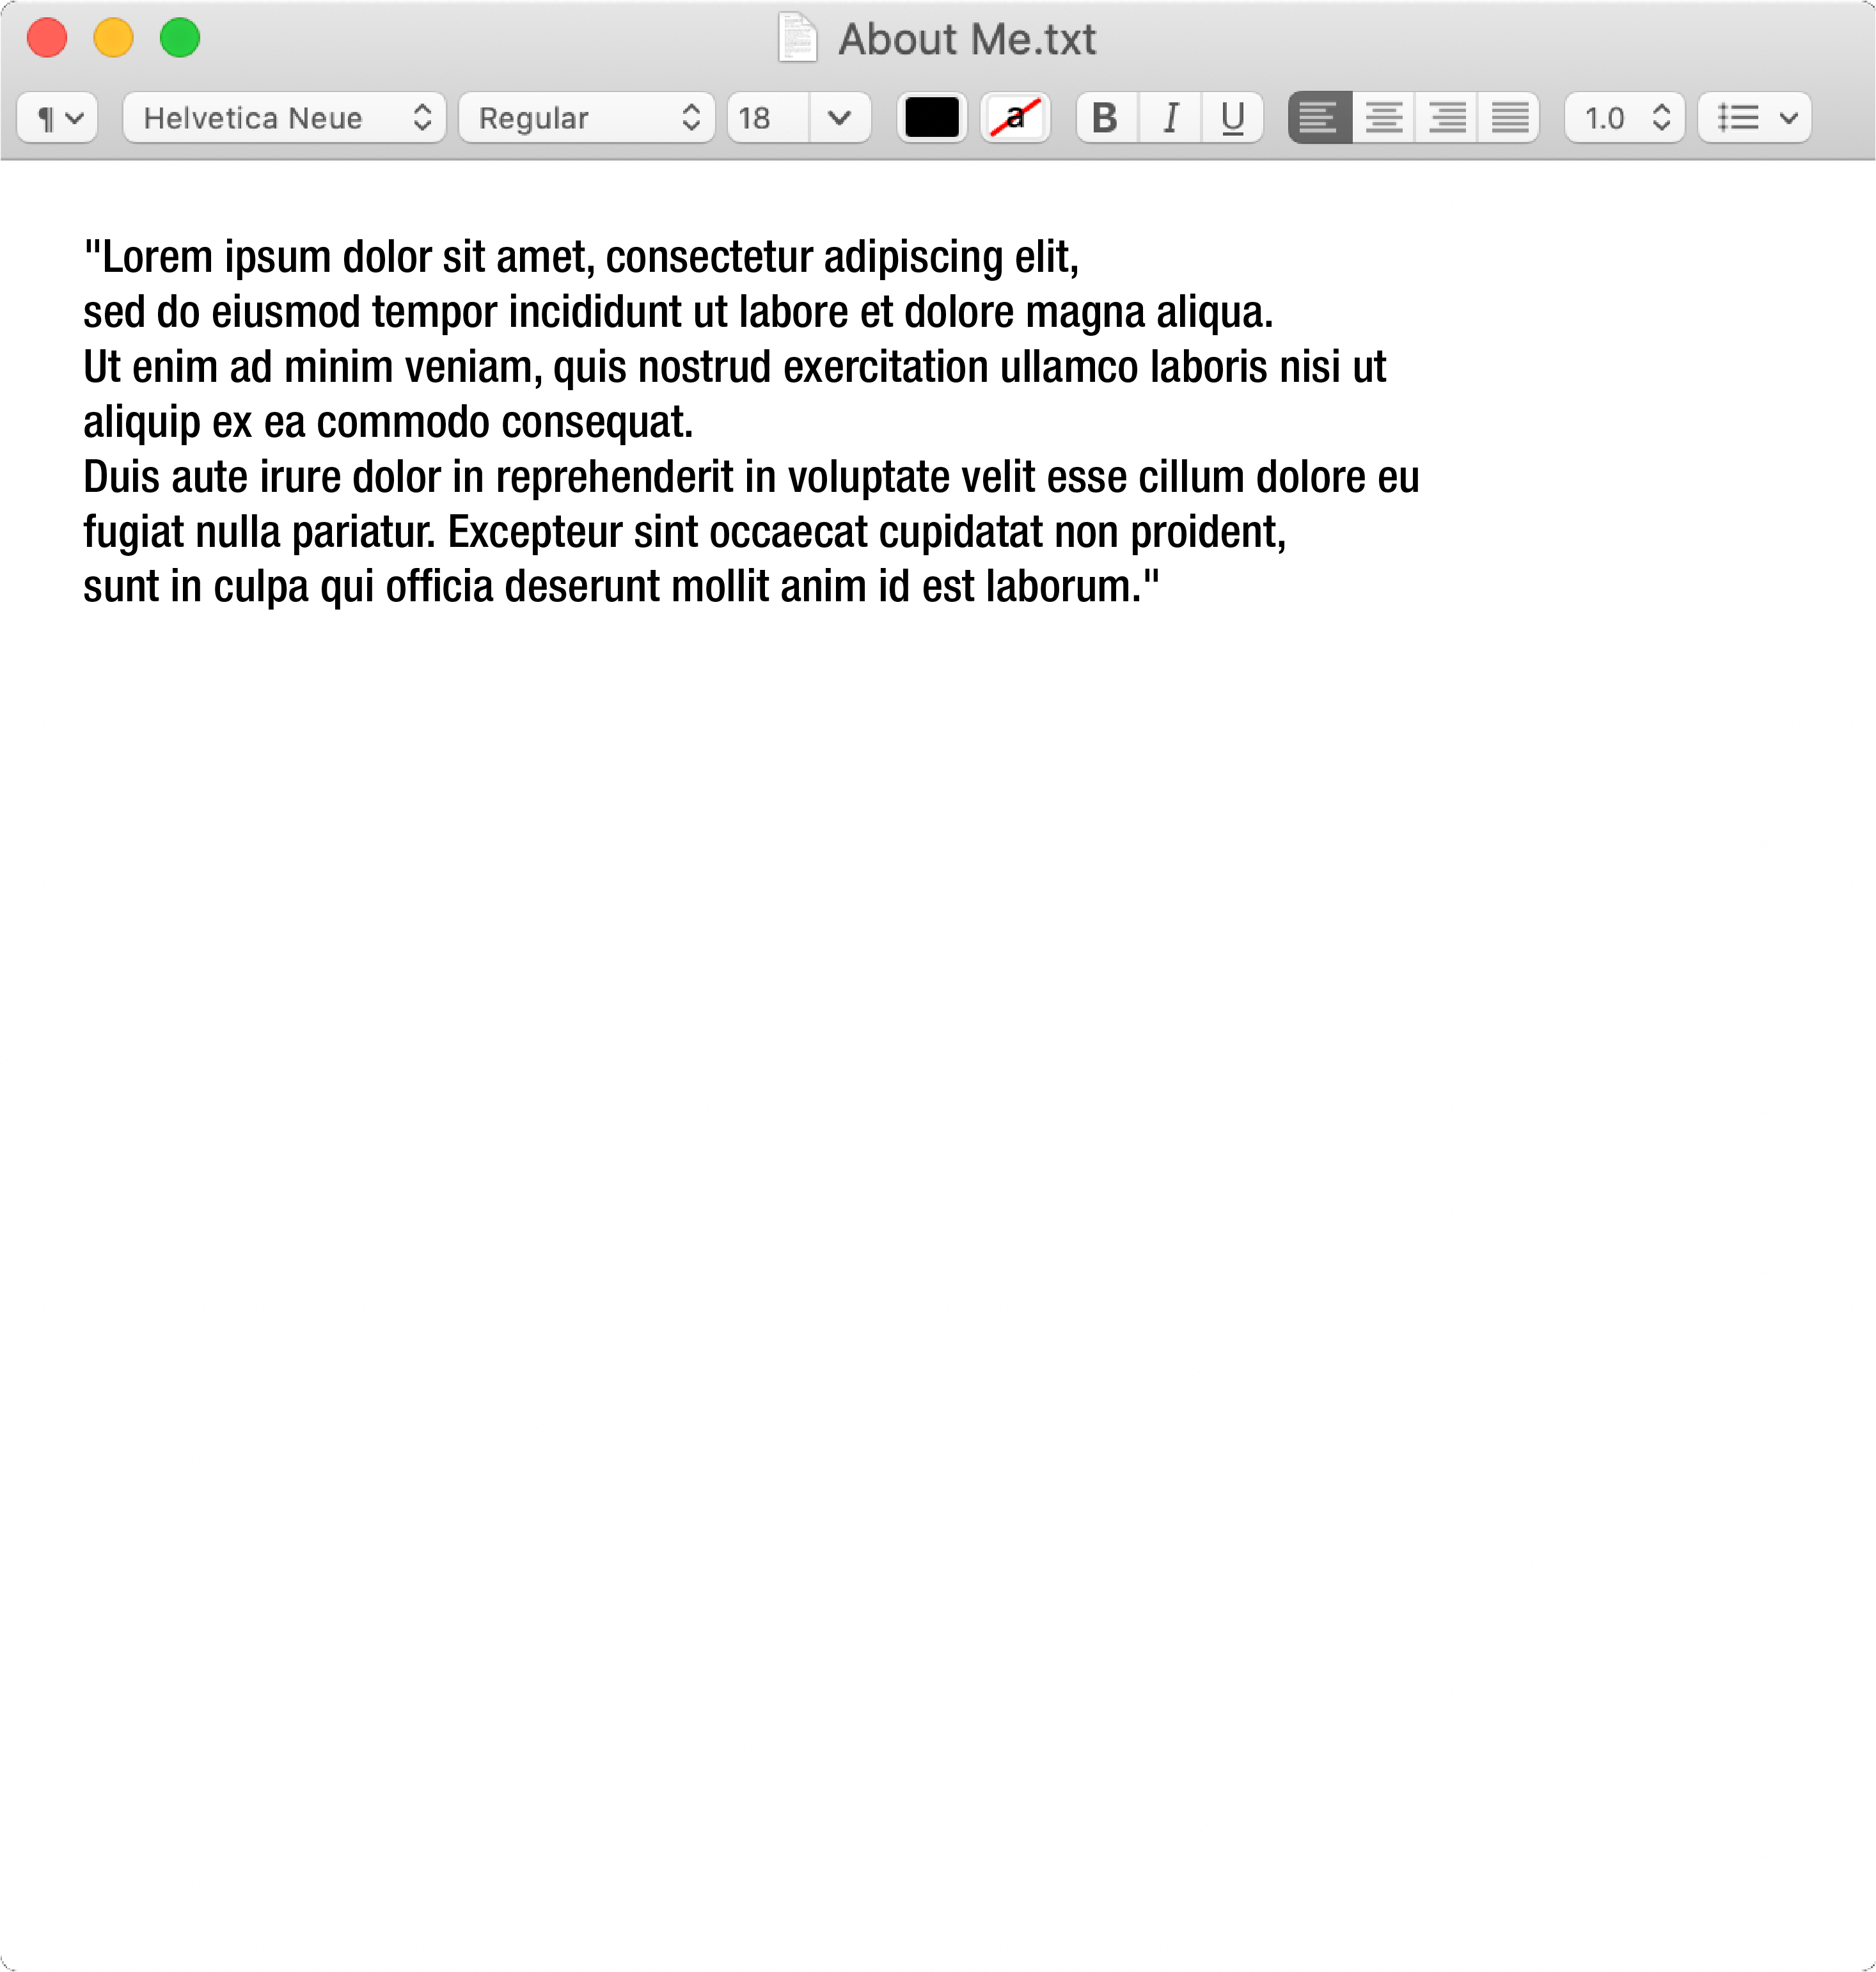 About Me.txt
¶ Helvetica Neue Regular 18 a B I U 1.0
"Lorem ipsum dolor sit amet, consectetur adipiscing elit,
sed do eiusmod tempor incididunt ut labore et dolore magna aliqua.
Ut enim ad minim veniam, quis nostrud exercitation ullamco laboris nisi ut
aliquip ex ea commodo consequat.
Duis aute irure dolor in reprehenderit in voluptate velit esse cillum dolore eu
fugiat nulla pariatur. Excepteur sint occaecat cupidatat non proident,
sunt in culpa qui officia deserunt mollit anim id est laborum."